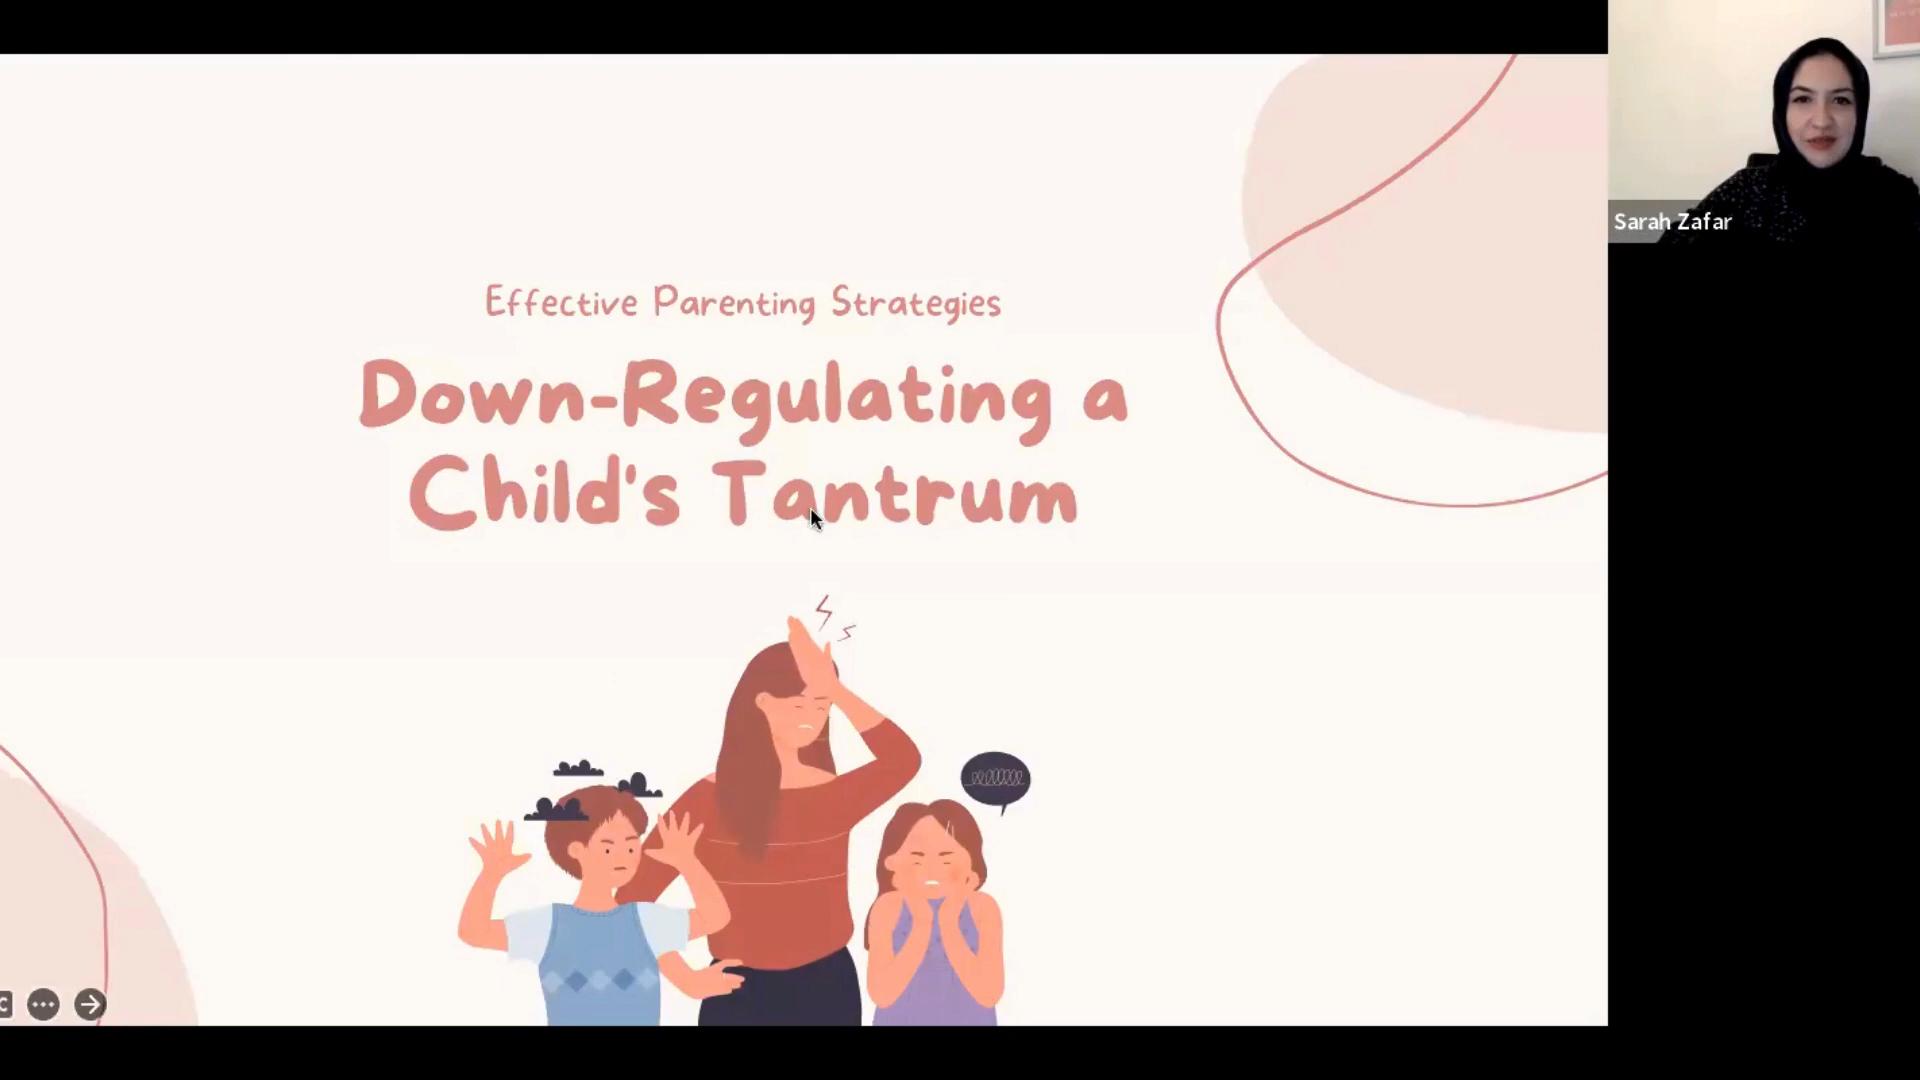 Effective Parenting Strategies
Down-Regulating a
Child's Tantrum
Sarah Zafar